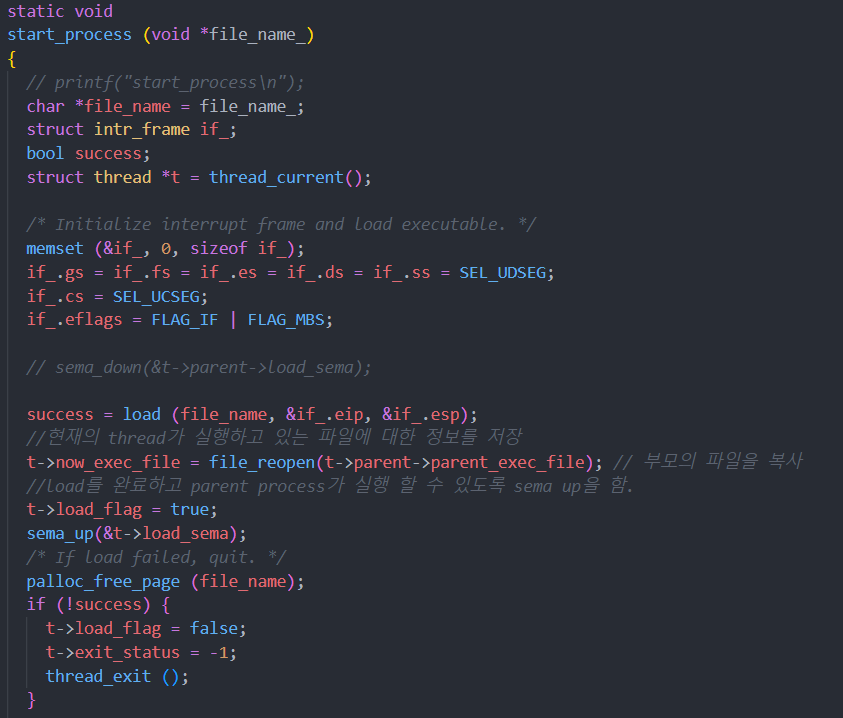 static void
start_process (void *file_name_)
{
  // printf("start_process\n");
  char *file_name = file_name_;
  struct intr_frame if_;
  bool success;
  struct thread *t = thread_current();
  /* Initialize interrupt frame and load executable. */
  memset (&if_, 0, sizeof if_);
  if_.gs = if_.fs = if_.es = if_.ds = if_.ss = SEL_UDSEG;
  if_.cs = SEL_UCSEG;
  if_.eflags = FLAG_IF | FLAG_MBS;
  // sema_down(&t->parent->load_sema);
  success = load (file_name, &if_.eip, &if_.esp);
  //현재의 thread가 실행하고 있는 파일에 대한 정보를 저장
  t->now_exec_file = file_reopen(t->parent->parent_exec_file); // 부모의 파일을 복사
  //load를 완료하고 parent process가 실행 할 수 있도록 sema up을 함.
  t->load_flag = true;
  sema_up(&t->load_sema);
  /* If load failed, quit. */
  palloc_free_page (file_name);
  if (!success) {
    t->load_flag = false;
    t->exit_status = -1;
    thread_exit ();
  }